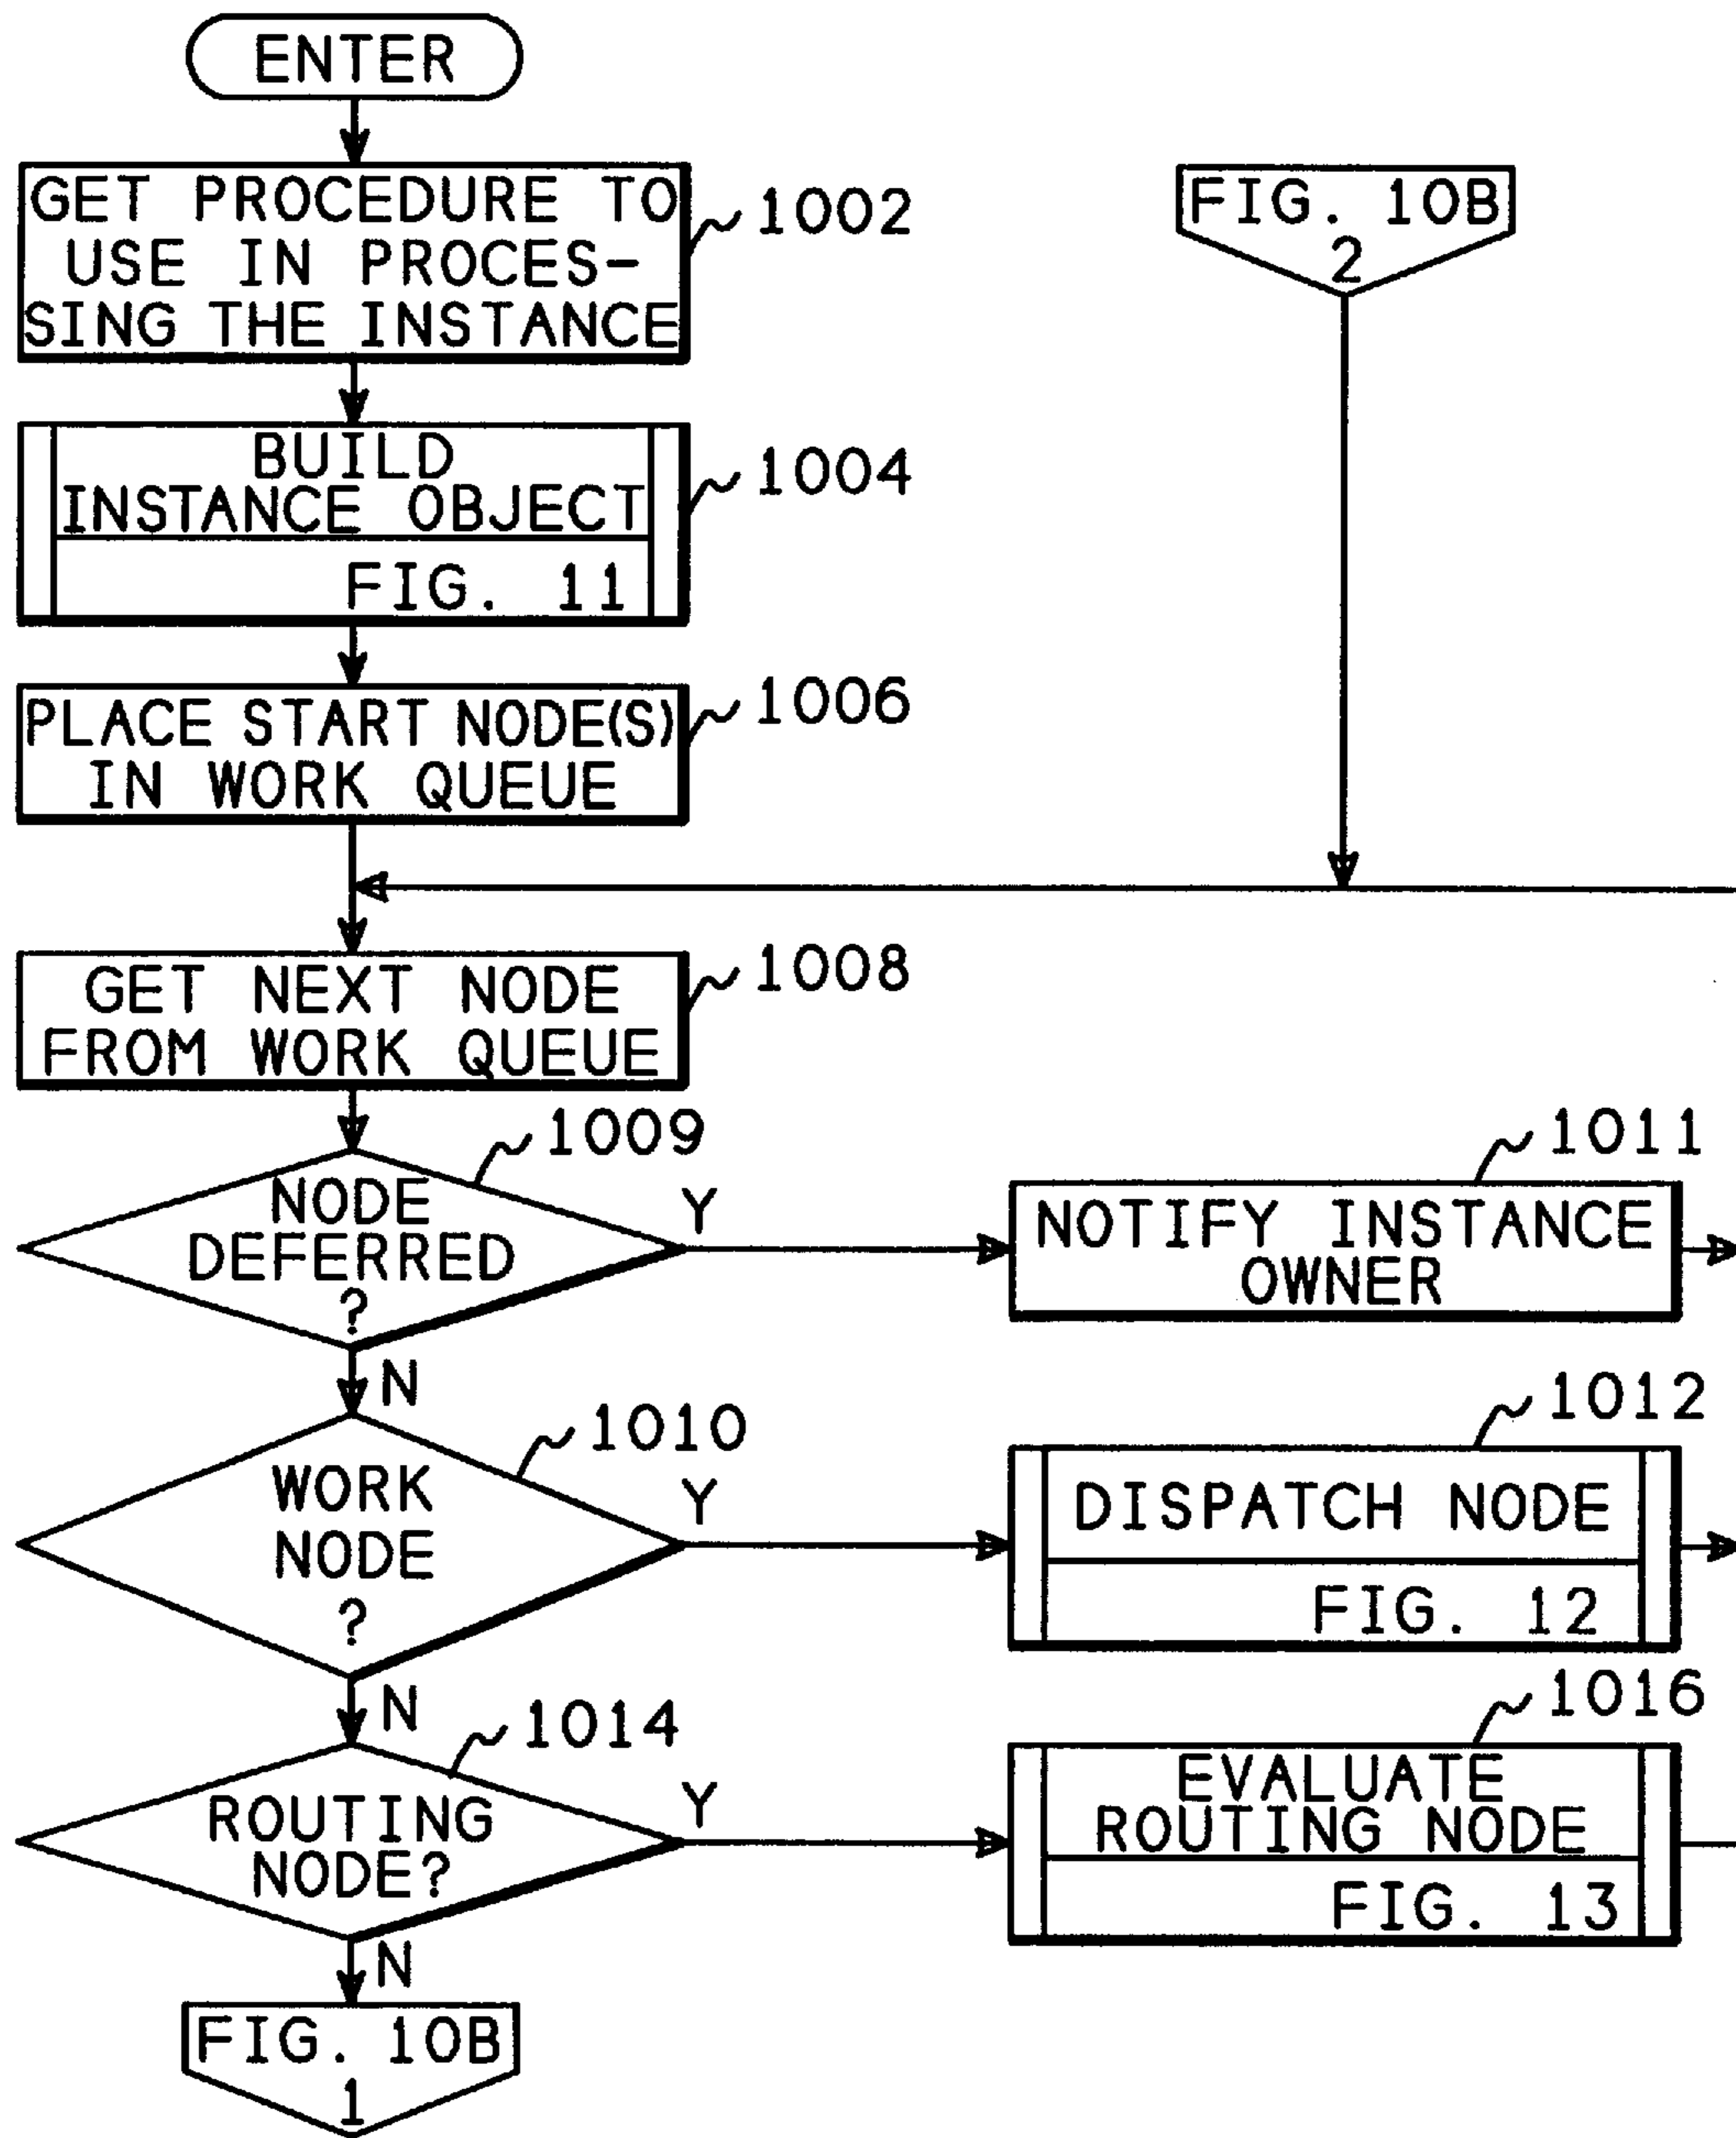 ENTER
GET PROCEDURE TO
USE IN PROCES-
SING THE INSTANCE
1002
FIG. 10B
2
BUILD
INSTANCE OBJECT
FIG. 11
1004
PLACE START NODE(S)
IN WORK QUEUE
1006
GET NEXT NODE
FROM WORK QUEUE
1008
1009
NODE
DEFERRED
?
Y
N
1011
NOTIFY INSTANCE
OWNER
1010
WORK
NODE
?
Y
N
1012
DISPATCH NODE
FIG. 12
1014
ROUTING
NODE?
Y
N
1016
EVALUATE
ROUTING NODE
FIG. 13
FIG. 10B
1